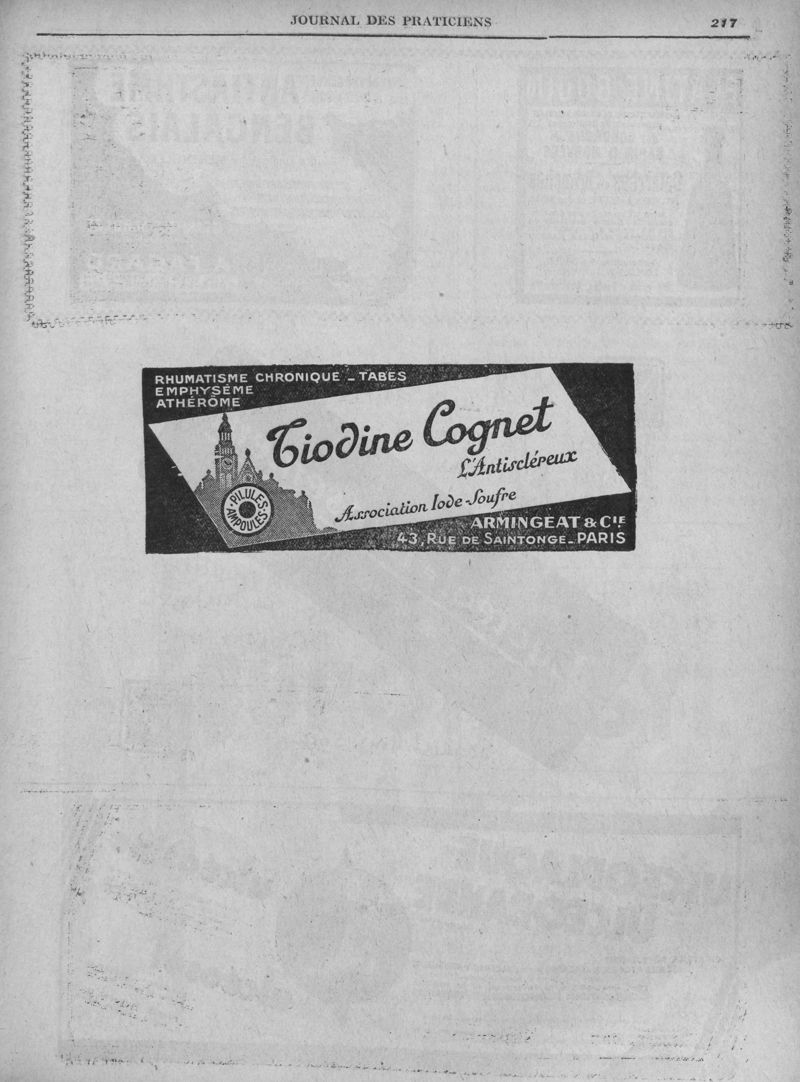 JOURNAL DES PRATICIENS
217
RHUMATISME CHRONIQUE - TABES
EMPHYSÈME
ATHÉROME
Tiodine Cognet
L'Antiscléreux
PILULES
AMPOULES
Association Iode-Soufre
ARMINGEAT & CIE
43, RUE DE SAINTONGE - PARIS